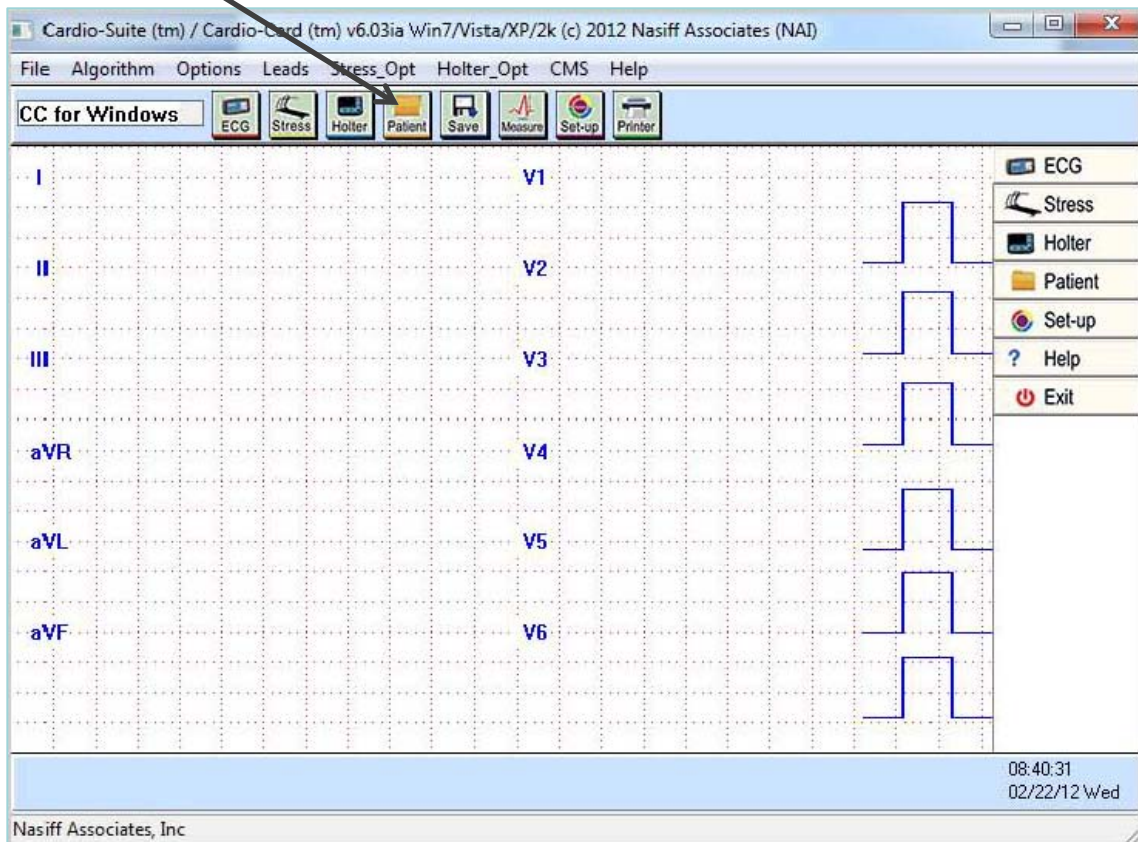 Cardio-Suite (tm) / Cardio-Card (tm) v6.03ia Win7/Vista/XP/2k (c) 2012 Nasiff Associates (NAI)
File Algorithm Options Leads Stress_Opt Holter_Opt CMS Help
CC for Windows ECG Stress Holter Patient Save Measure Set-up Printer
I V1
II V2
III V3
aVR V4
aVL V5
aVF V6
ECG
Stress
Holter
Patient
Set-up
? Help
Exit
08:40:31
02/22/12 Wed
Nasiff Associates, Inc